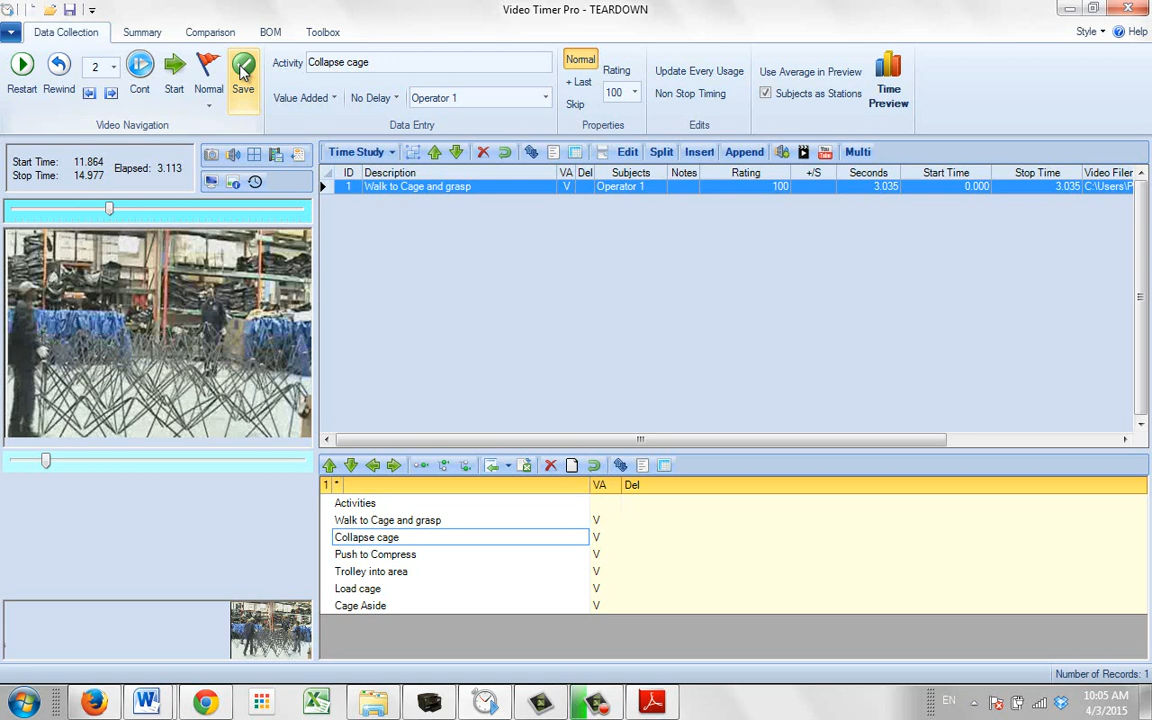 Video Timer Pro - TEARDOWN
Data Collection Summary Comparison BOM Toolbox Style Help
Restart Rewind 2 Cont Start Normal Save
Video Navigation
Activity Collapse cage
Value Added No Delay Operator 1
Data Entry
Normal
+ Last
Skip
Rating
100
Properties
Update Every Usage
Non Stop Timing
Edits
Use Average in Preview
Subjects as Stations
Time
Preview
Start Time: 11.864
Stop Time: 14.977
Elapsed: 3.113
Time Study Edit Split Insert Append Multi
ID Description VA Del Subjects Notes Rating +/S Seconds Start Time Stop Time Video Filen
1 Walk to Cage and grasp V Operator 1 100 3.035 0.000 3.035 C:\Users\P
1 * VA Del
Activities
Walk to Cage and grasp V
Collapse cage V
Push to Compress V
Trolley into area V
Load cage V
Cage Aside V
Number of Records: 1
EN
10:05 AM
4/3/2015